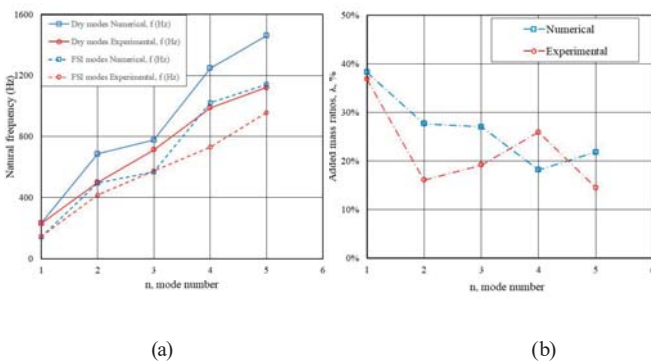 1600
1200
800
400
0
Natural frequency (Hz)
Dry modes Numerical, f (Hz)
Dry modes Experimental, f (Hz)
FSI modes Numerical, f (Hz)
FSI modes Experimental, f (Hz)
1 2 3 4 5 6
n, mode number
(a)
50%
40%
30%
20%
10%
0%
Added mass ratios, λ, %
Numerical
Experimental
1 2 3 4 5 6
n, mode number
(b)